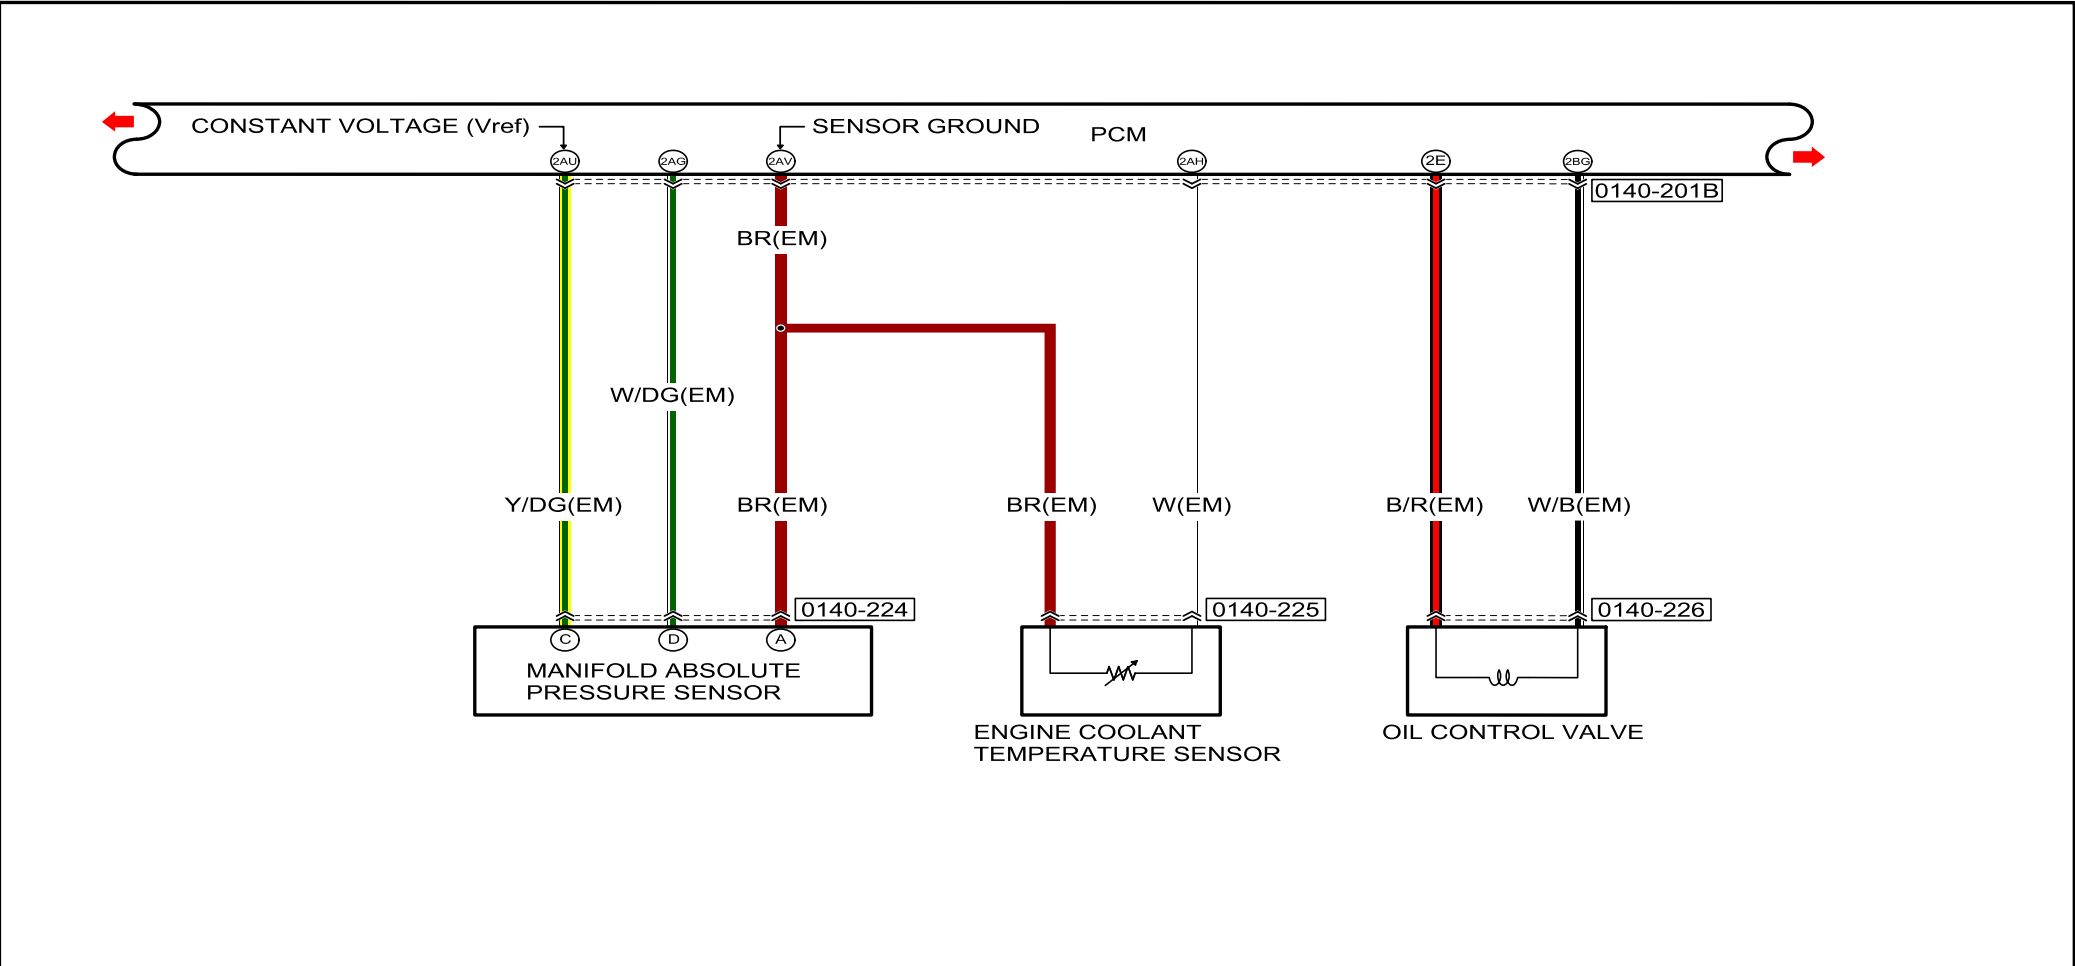 CONSTANT VOLTAGE (Vref)
SENSOR GROUND
PCM
2AU
2AG
2AV
2AH
2E
2BG
0140-201B
BR(EM)
W/DG(EM)
Y/DG(EM)
BR(EM)
BR(EM)
W(EM)
B/R(EM)
W/B(EM)
0140-224
0140-225
0140-226
C
D
A
MANIFOLD ABSOLUTE
PRESSURE SENSOR
ENGINE COOLANT
TEMPERATURE SENSOR
OIL CONTROL VALVE